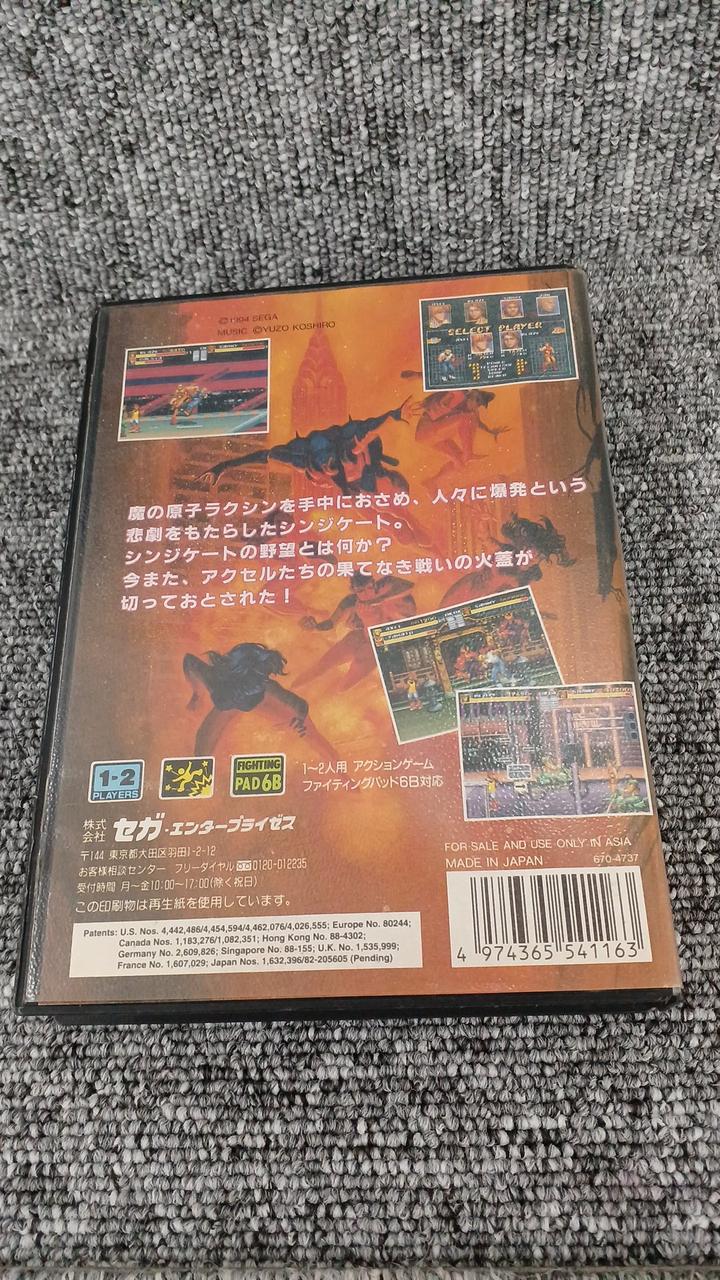 ©1994 SEGA
MUSIC ©YUZO KOSHIRO
SELECT PLAYER
魔の原子ラクシンを手中におさめ、人々に爆発という
悲劇をもたらしたシンジケート。
シンジケートの野望とは何か?
今また、アクセルたちの果てなき戦いの火蓋が
切っておとされた!
1-2
PLAYERS
FIGHTING
PAD 6B
1〜2人用 アクションゲーム
ファイティングパッド6B対応
株式会社 セガ・エンタープライゼス
〒144 東京都大田区羽田1-2-12
お客様相談センター フリーダイヤル 0120-012235
受付時間 月〜金10:00〜17:00(除く祝日)
この印刷物は再生紙を使用しています。
FOR SALE AND USE ONLY IN ASIA
MADE IN JAPAN 670-4737
Patents: U.S. Nos. 4,442,486/4,454,594/4,462,076/4,026,555; Europe No. 80244;
Canada Nos. 1,183,276/1,082,351; Hong Kong No. 88-4302;
Germany No. 2,609,826; Singapore No. 88-155; U.K. No. 1,535,999;
France No. 1,607,029; Japan Nos. 1,632,396/82-205605 (Pending)
4 974365 541163